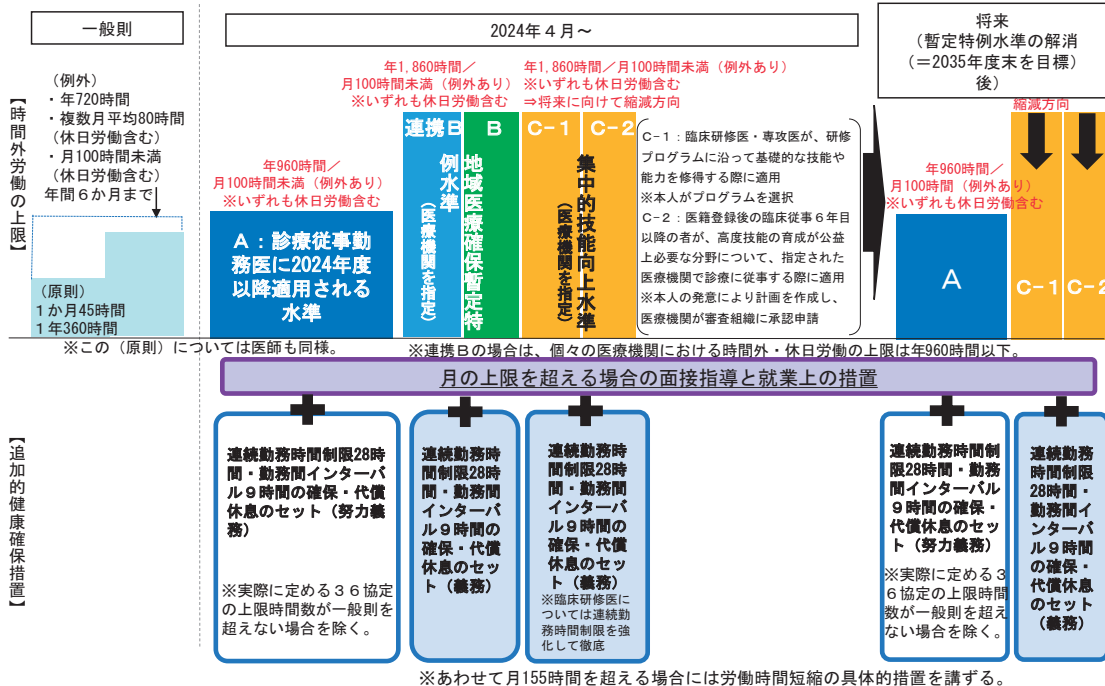 一般則
2024年４月～
将来
（暫定特例水準の解消
（＝2035年度末を目標）
後）
【時間外労働の上限】
（例外）
・年720時間
・複数月平均80時間
（休日労働含む）
・月100時間未満
（休日労働含む）
年間６か月まで
（原則）
１か月45時間
１年360時間
年960時間／
月100時間未満（例外あり）
※いずれも休日労働含む
Ａ：診療従事勤
務医に2024年度
以降適用される
水準
年1,860時間／
月100時間未満（例外あり）
※いずれも休日労働含む
連携Ｂ
Ｂ
地域医療確保暫定特
例水準
（医療機関を指定）
年1,860時間／月100時間未満（例外あり）
※いずれも休日労働含む
⇒将来に向けて縮減方向
Ｃ－１
Ｃ－２
集中的技能向上水準
（医療機関を指定）
Ｃ－１：臨床研修医・専攻医が、研修
プログラムに沿って基礎的な技能や
能力を修得する際に適用
※本人がプログラムを選択
Ｃ－２：医籍登録後の臨床従事６年目
以降の者が、高度技能の育成が公益
上必要な分野について、指定された
医療機関で診療に従事する際に適用
※本人の発意により計画を作成し、
医療機関が審査組織に承認申請
年960時間／
月100時間（例外あり）
※いずれも休日労働含む
Ａ
縮減方向
Ｃ－１
Ｃ－２
※この（原則）については医師も同様。
※連携Ｂの場合は、個々の医療機関における時間外・休日労働の上限は年960時間以下。
月の上限を超える場合の面接指導と就業上の措置
【追加的健康確保措置】
連続勤務時間制限28時
間・勤務間インターバ
ル９時間の確保・代償
休息のセット（努力義
務）
※実際に定める３６協定
の上限時間数が一般則を
超えない場合を除く。
連続勤務時
間制限28時
間・勤務間
インターバ
ル９時間の
確保・代償
休息のセッ
ト（義務）
連続勤務時
間制限28時
間・勤務間
インターバ
ル９時間の
確保・代償
休息のセッ
ト（義務）
※臨床研修医に
ついては連続勤
務時間制限を強
化して徹底
連続勤務時間制
限28時間・勤務
間インターバル
９時間の確保・
代償休息のセッ
ト（努力義務）
※実際に定める３
６協定の上限時間
数が一般則を超え
ない場合を除く。
連続勤務
時間制限
28時間・
勤務間イ
ンターバ
ル９時間
の確保・
代償休息
のセット
（義務）
※あわせて月155時間を超える場合には労働時間短縮の具体的措置を講ずる。